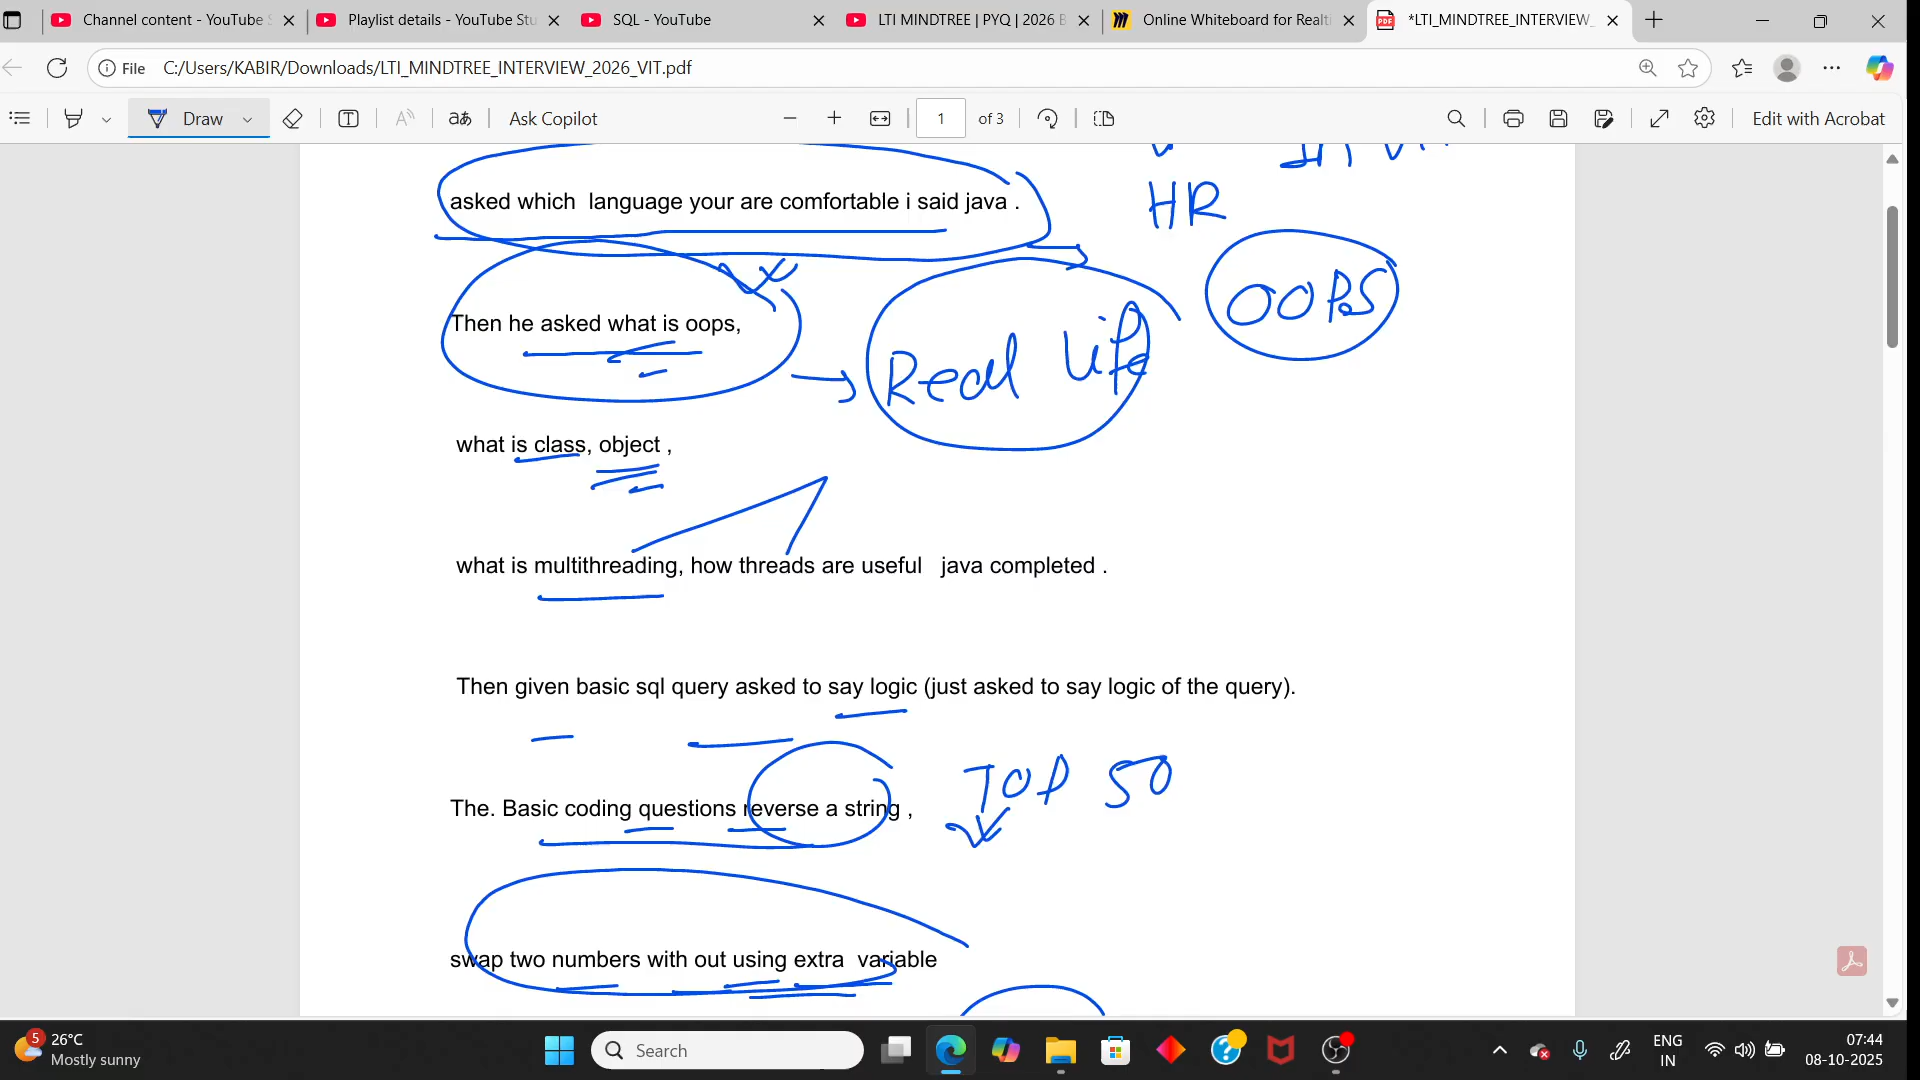 Channel content - YouTube
Playlist details - YouTube Stu
SQL - YouTube
LTI MINDTREE | PYQ | 2026 B
Online Whiteboard for Realti
*LTI_MINDTREE_INTERVIEW_
File C:/Users/KABIR/Downloads/LTI_MINDTREE_INTERVIEW_2026_VIT.pdf
Draw
Ask Copilot
1 of 3
Edit with Acrobat
HR
asked which language your are comfortable i said java .
OOPS
Then he asked what is oops,
Real Life
what is class, object ,
what is multithreading, how threads are useful java completed .
Then given basic sql query asked to say logic (just asked to say logic of the query).
TOP 50
The. Basic coding questions reverse a string ,
swap two numbers with out using extra variable
5
26°C
Mostly sunny
Search
ENG
IN
07:44
08-10-2025